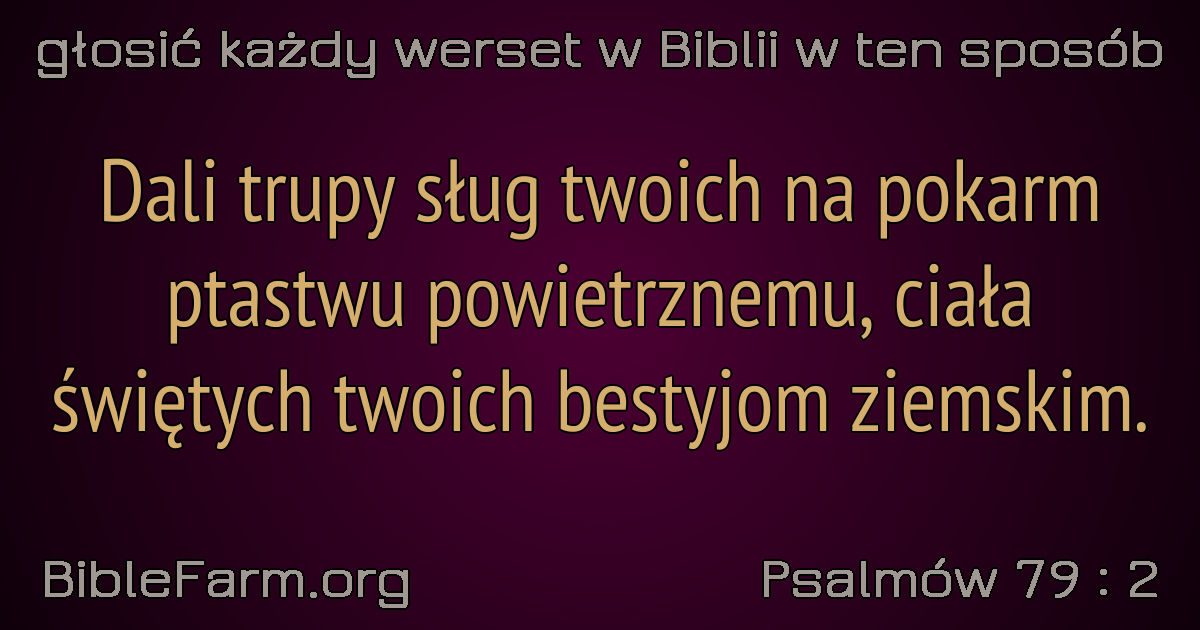 głosić każdy werset w Biblii w ten sposób
Dali trupy sług twoich na pokarm
ptastwu powietrznemu, ciała
świętych twoich bestyjom ziemskim.
BibleFarm.org
Psalmów 79 : 2